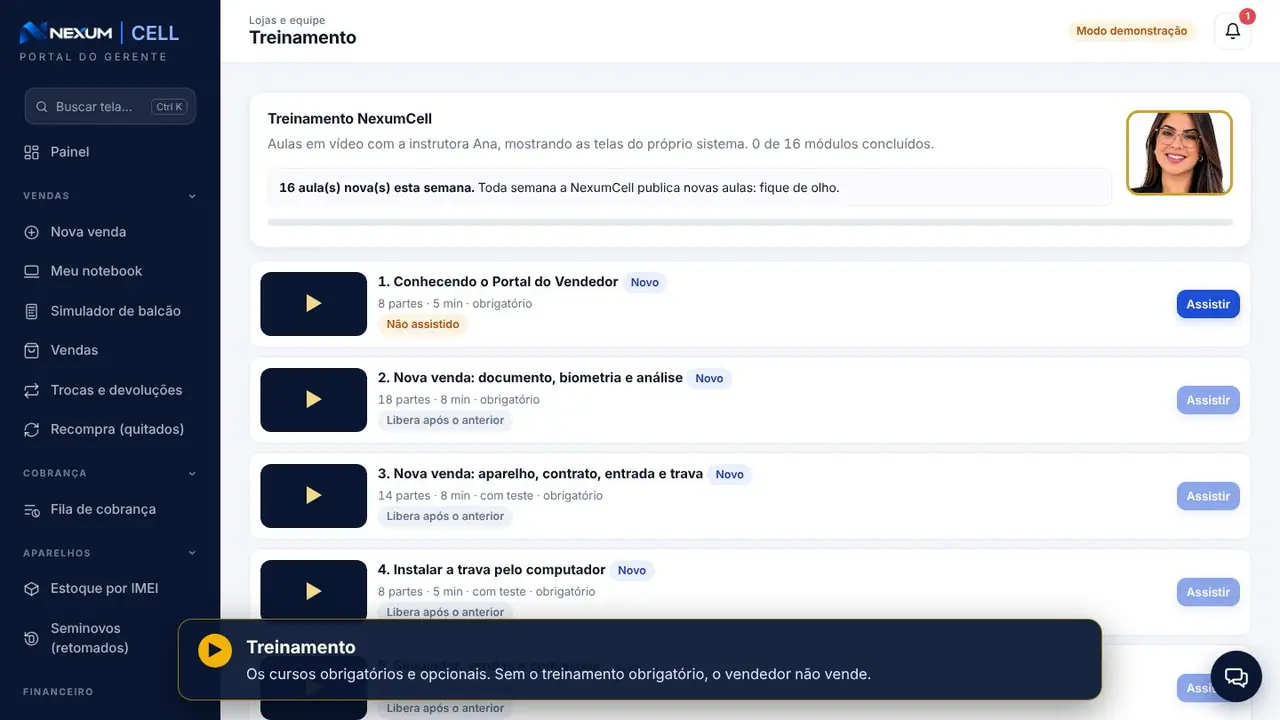 NEXUM | CELL
PORTAL DO GERENTE
Buscar tela... Ctrl K
Painel
VENDAS
Nova venda
Meu notebook
Simulador de balcão
Vendas
Trocas e devoluções
Recompra (quitados)
COBRANÇA
Fila de cobrança
APARELHOS
Estoque por IMEI
Seminovos
(retomados)
FINANCEIRO
Lojas e equipe
Treinamento
Modo demonstração
1
Treinamento NexumCell
Aulas em vídeo com a instrutora Ana, mostrando as telas do próprio sistema. 0 de 16 módulos concluídos.
16 aula(s) nova(s) esta semana. Toda semana a NexumCell publica novas aulas: fique de olho.
1. Conhecendo o Portal do Vendedor Novo
8 partes · 5 min · obrigatório
Não assistido
Assistir
2. Nova venda: documento, biometria e análise Novo
18 partes · 8 min · obrigatório
Libera após o anterior
Assistir
3. Nova venda: aparelho, contrato, entrada e trava Novo
14 partes · 8 min · com teste · obrigatório
Libera após o anterior
Assistir
4. Instalar a trava pelo computador Novo
8 partes · 5 min · com teste · obrigatório
Libera após o anterior
Assistir
Treinamento
Os cursos obrigatórios e opcionais. Sem o treinamento obrigatório, o vendedor não vende.
Libera após o anterior